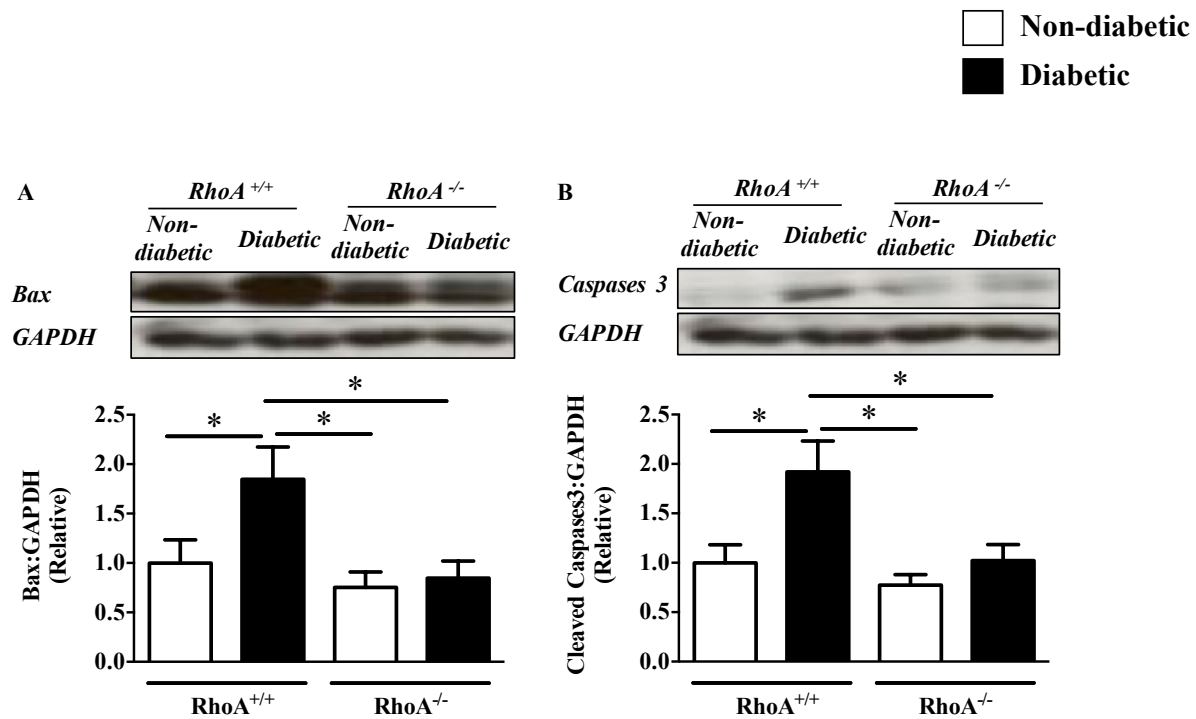 Non-diabetic
Diabetic
A
RhoA +/+
RhoA -/-
Non-
diabetic
Diabetic
Non-
diabetic
Diabetic
Bax
GAPDH
*
*
*
2.5
2.0
1.5
1.0
0.5
0.0
Bax:GAPDH
(Relative)
RhoA+/+
RhoA-/-
B
RhoA +/+
RhoA -/-
Non-
diabetic
Diabetic
Non-
diabetic
Diabetic
Caspases 3
GAPDH
*
*
*
2.5
2.0
1.5
1.0
0.5
0.0
Cleaved Caspases3:GAPDH
(Relative)
RhoA+/+
RhoA-/-